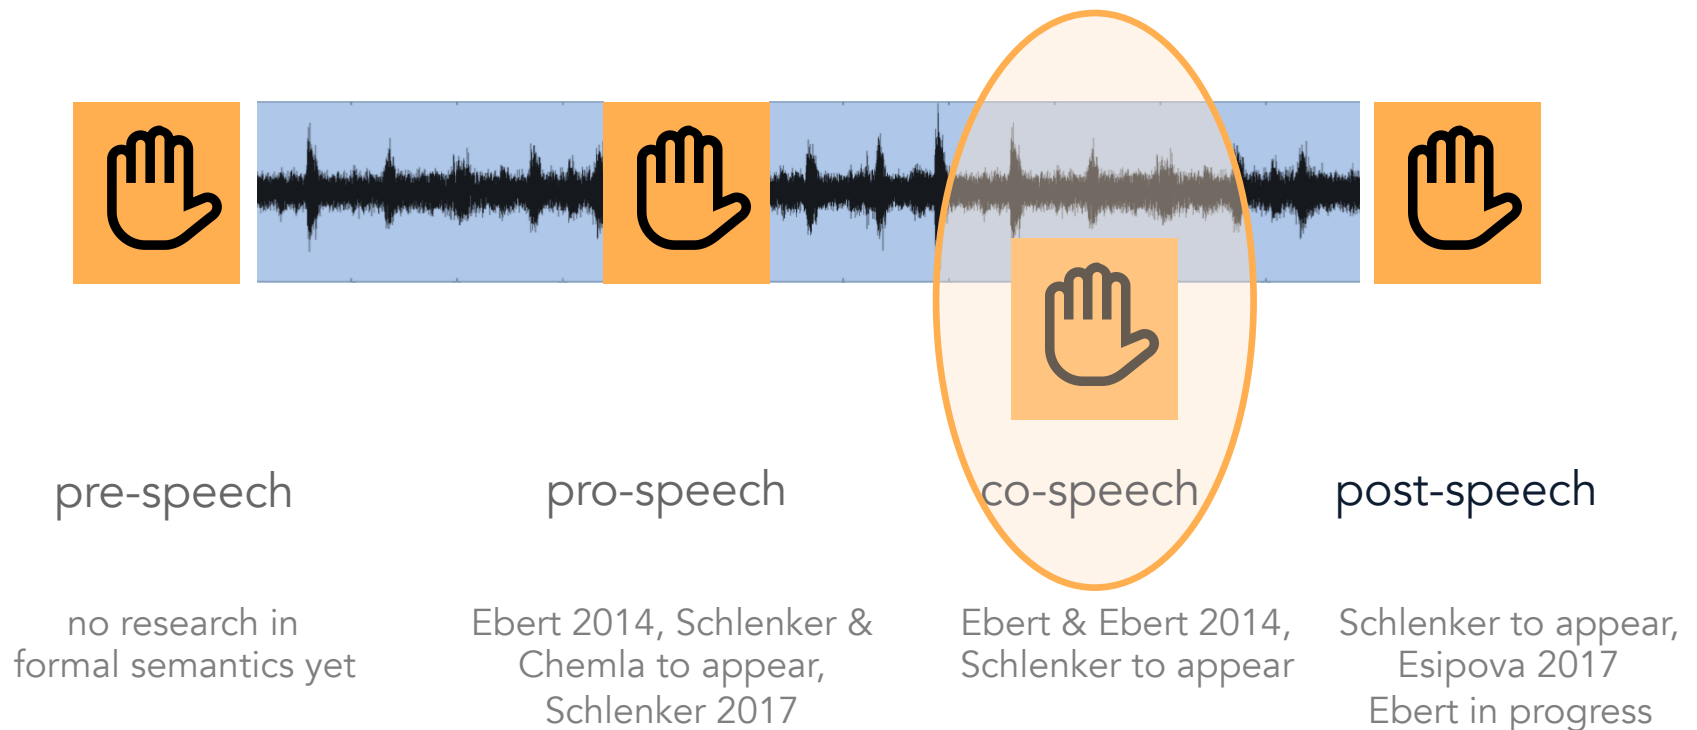 pre-speech
pro-speech
co-speech
post-speech
no research in
formal semantics yet
Ebert 2014, Schlenker &
Chemla to appear,
Schlenker 2017
Ebert & Ebert 2014,
Schlenker to appear
Schlenker to appear,
Esipova 2017
Ebert in progress